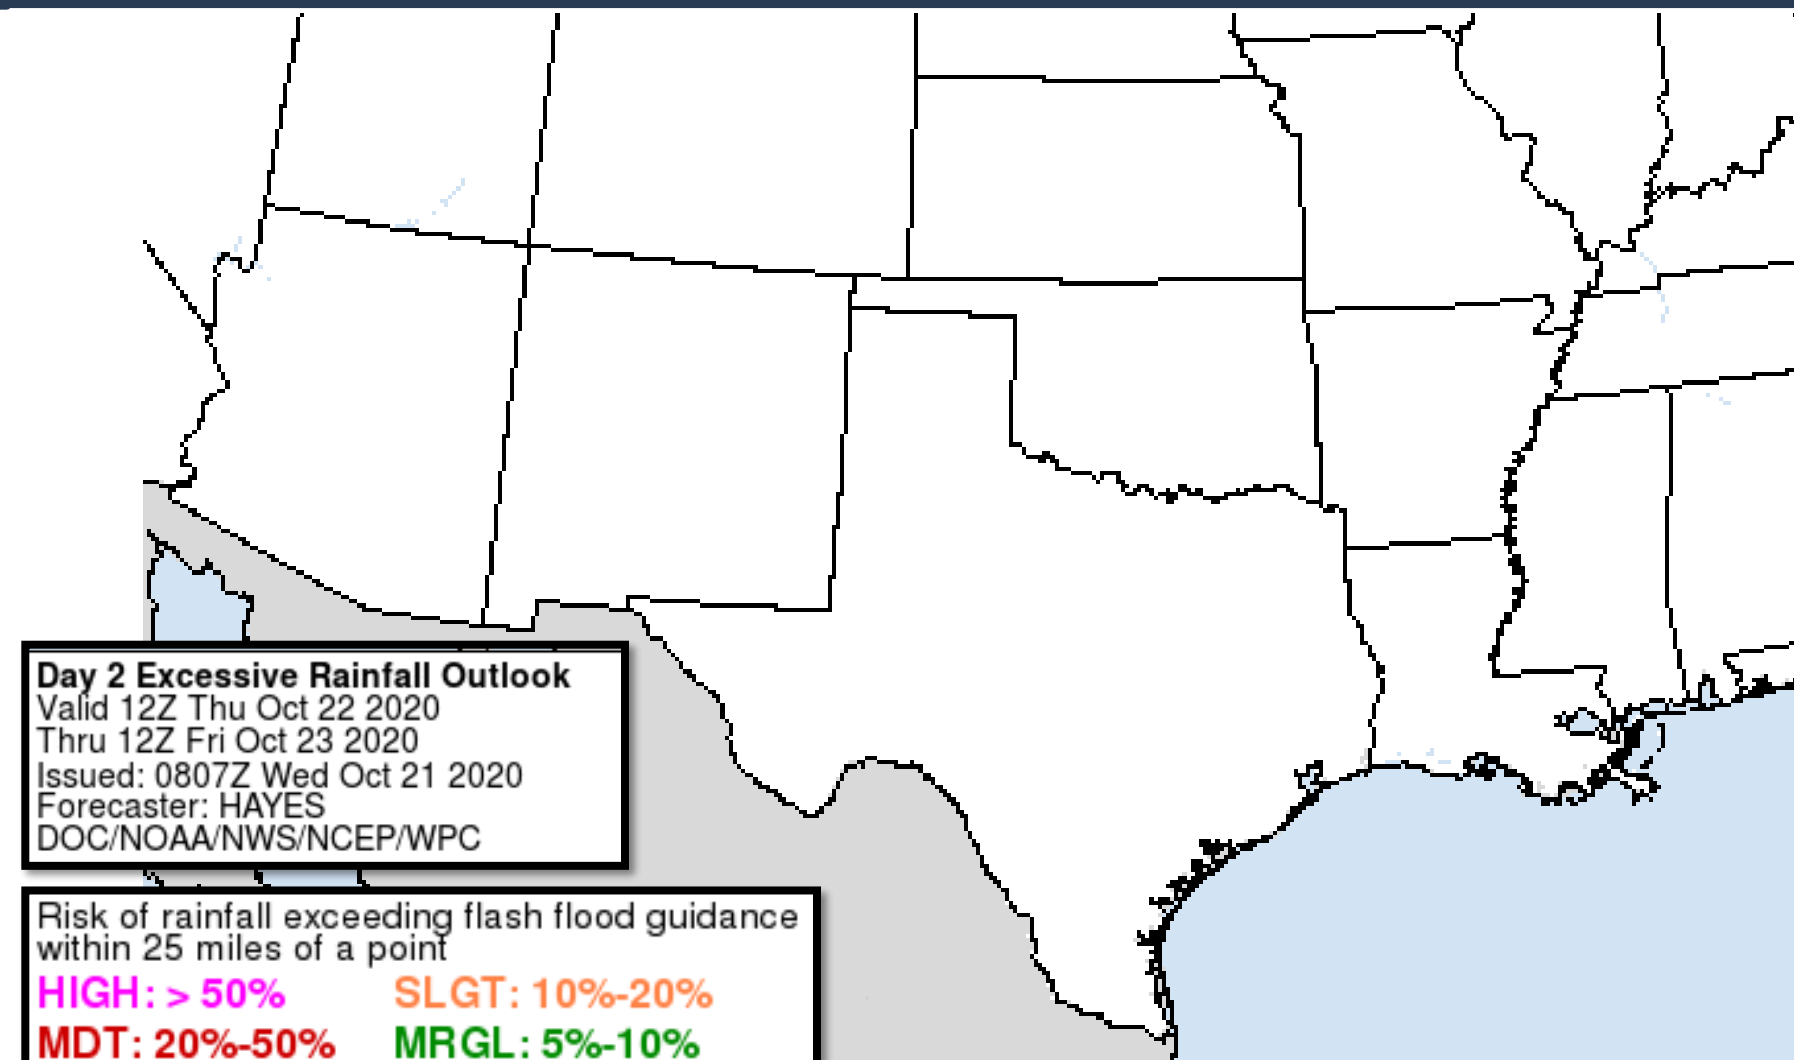 Day 2 Excessive Rainfall Outlook
Valid 12Z Thu Oct 22 2020
Thru 12Z Fri Oct 23 2020
Issued: 0807Z Wed Oct 21 2020
Forecaster: HAYES
DOC/NOAA/NWS/NCEP/WPC
Risk of rainfall exceeding flash flood guidance
within 25 miles of a point
HIGH: > 50% SLGT: 10%-20%
MDT: 20%-50% MRGL: 5%-10%